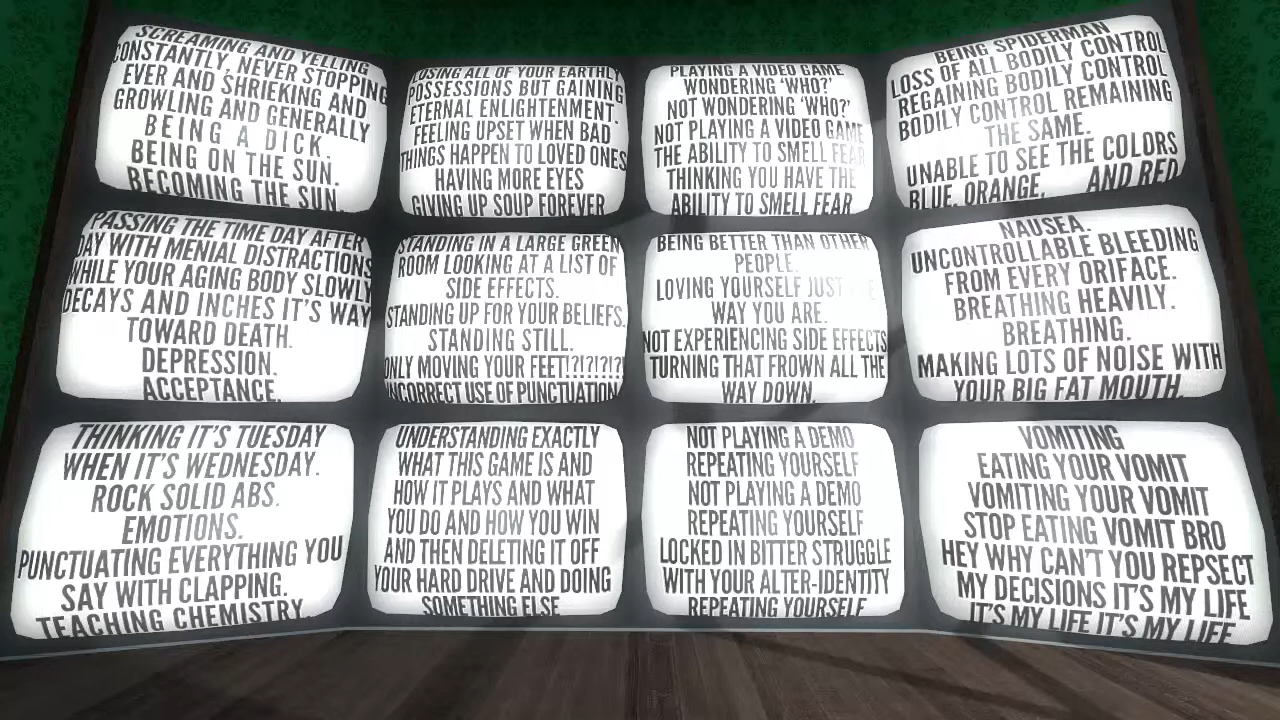 SCREAMING AND YELLING
CONSTANTLY, NEVER STOPPING
EVER AND SHRIEKING AND
GROWLING AND GENERALLY
BEING A DICK.
BEING ON THE SUN.
BECOMING THE SUN.
LOSING ALL OF YOUR EARTHLY
POSSESSIONS BUT GAINING
ETERNAL ENLIGHTENMENT.
FEELING UPSET WHEN BAD
THINGS HAPPEN TO LOVED ONES
HAVING MORE EYES
GIVING UP SOUP FOREVER
PLAYING A VIDEO GAME
WONDERING 'WHO?'
NOT WONDERING 'WHO?'
NOT PLAYING A VIDEO GAME
THE ABILITY TO SMELL FEAR
THINKING YOU HAVE THE
ABILITY TO SMELL FEAR
BEING SPIDERMAN
LOSS OF ALL BODILY CONTROL
REGAINING BODILY CONTROL
BODILY CONTROL REMAINING
THE SAME.
UNABLE TO SEE THE COLORS
BLUE, ORANGE, AND RED
PASSING THE TIME DAY AFTER
DAY WITH MENIAL DISTRACTIONS
WHILE YOUR AGING BODY SLOWLY
DECAYS AND INCHES IT'S WAY
TOWARD DEATH.
DEPRESSION.
ACCEPTANCE.
STANDING IN A LARGE GREEN
ROOM LOOKING AT A LIST OF
SIDE EFFECTS.
STANDING UP FOR YOUR BELIEFS.
STANDING STILL.
ONLY MOVING YOUR FEET!?!?!?!?!
INCORRECT USE OF PUNCTUATION
BEING BETTER THAN OTHER
PEOPLE.
LOVING YOURSELF JUST THE
WAY YOU ARE.
NOT EXPERIENCING SIDE EFFECTS
TURNING THAT FROWN ALL THE
WAY DOWN.
NAUSEA.
UNCONTROLLABLE BLEEDING
FROM EVERY ORIFACE.
BREATHING HEAVILY.
BREATHING.
MAKING LOTS OF NOISE WITH
YOUR BIG FAT MOUTH.
THINKING IT'S TUESDAY
WHEN IT'S WEDNESDAY.
ROCK SOLID ABS.
EMOTIONS.
PUNCTUATING EVERYTHING YOU
SAY WITH CLAPPING.
TEACHING CHEMISTRY.
UNDERSTANDING EXACTLY
WHAT THIS GAME IS AND
HOW IT PLAYS AND WHAT
YOU DO AND HOW YOU WIN
AND THEN DELETING IT OFF
YOUR HARD DRIVE AND DOING
SOMETHING ELSE
NOT PLAYING A DEMO
REPEATING YOURSELF
NOT PLAYING A DEMO
REPEATING YOURSELF
LOCKED IN BITTER STRUGGLE
WITH YOUR ALTER-IDENTITY
REPEATING YOURSELF
VOMITING
EATING YOUR VOMIT
VOMITING YOUR VOMIT
STOP EATING VOMIT BRO
HEY WHY CAN'T YOU REPSECT
MY DECISIONS IT'S MY LIFE
IT'S MY LIFE IT'S MY LIFE